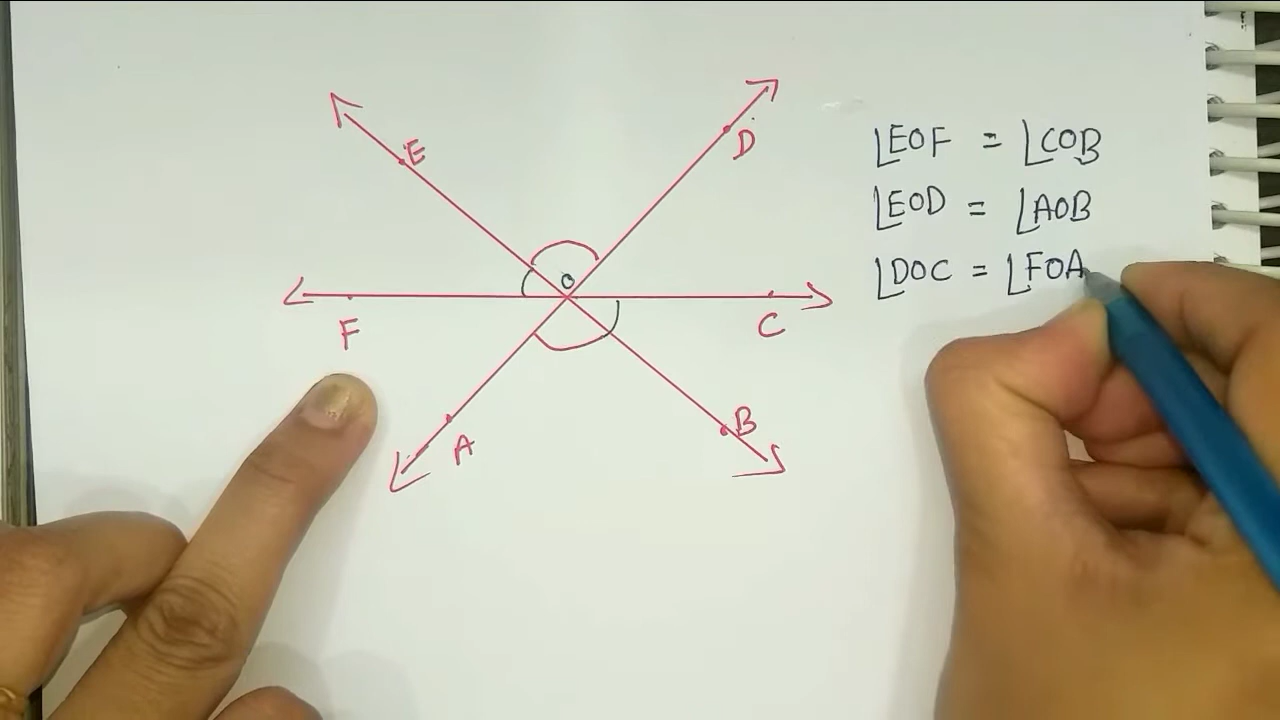 E
D
O
F
C
A
B
∠EOF = ∠COB
∠EOD = ∠AOB
∠DOC = ∠FOA